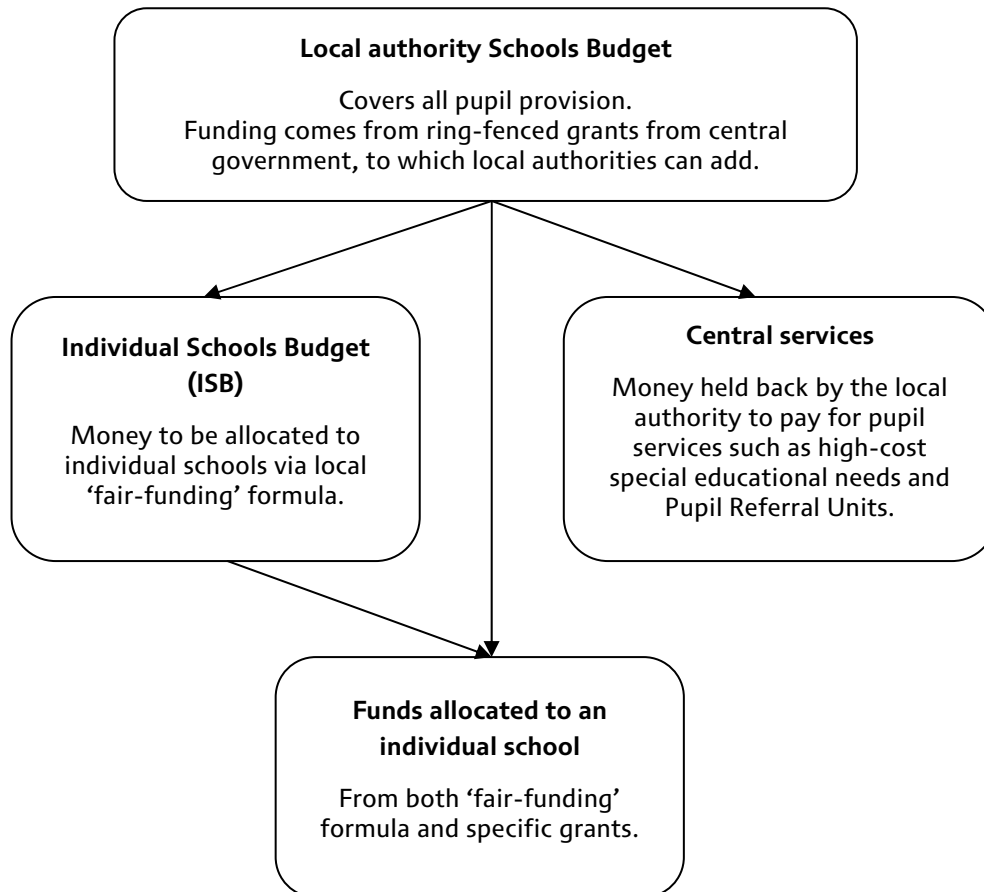 Local authority Schools Budget
Covers all pupil provision.
Funding comes from ring-fenced grants from central
government, to which local authorities can add.
Individual Schools Budget
(ISB)
Money to be allocated to
individual schools via local
‘fair-funding’ formula.
Central services
Money held back by the local
authority to pay for pupil
services such as high-cost
special educational needs and
Pupil Referral Units.
Funds allocated to an
individual school
From both ‘fair-funding’
formula and specific grants.